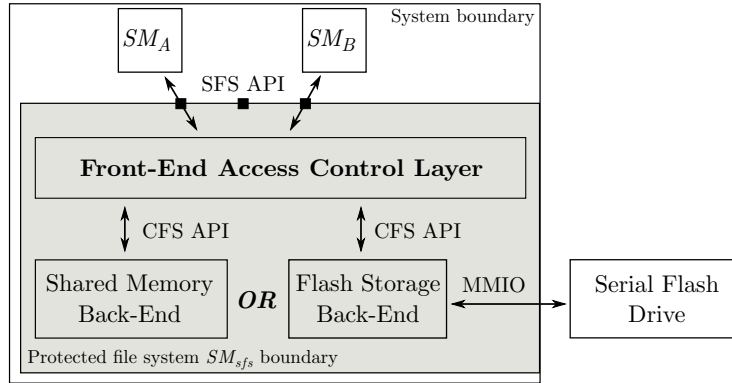 System boundary
SM_A
SM_B
SFS API
Front-End Access Control Layer
CFS API
CFS API
Shared Memory
Back-End
OR
Flash Storage
Back-End
MMIO
Serial Flash
Drive
Protected file system SM_sfs boundary